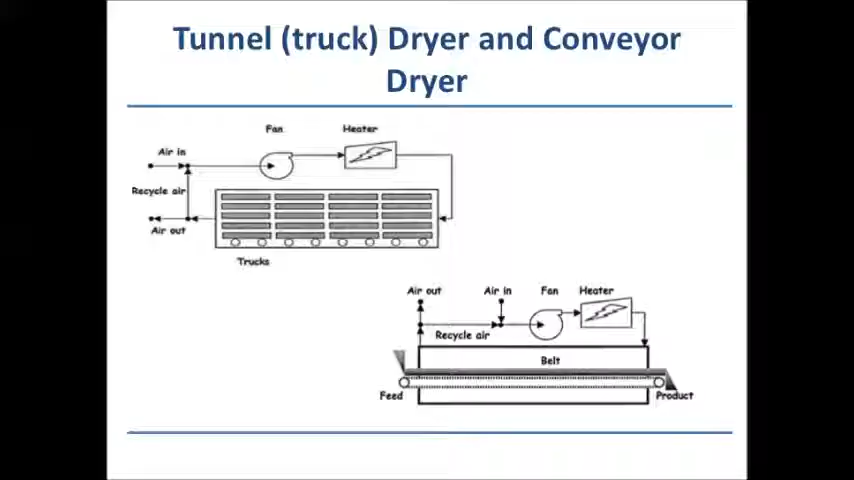 Tunnel (truck) Dryer and Conveyor
Dryer
Fan
Heater
Air in
Recycle air
Air out
Trucks
Air out
Air in
Fan
Heater
Recycle air
Belt
Feed
Product